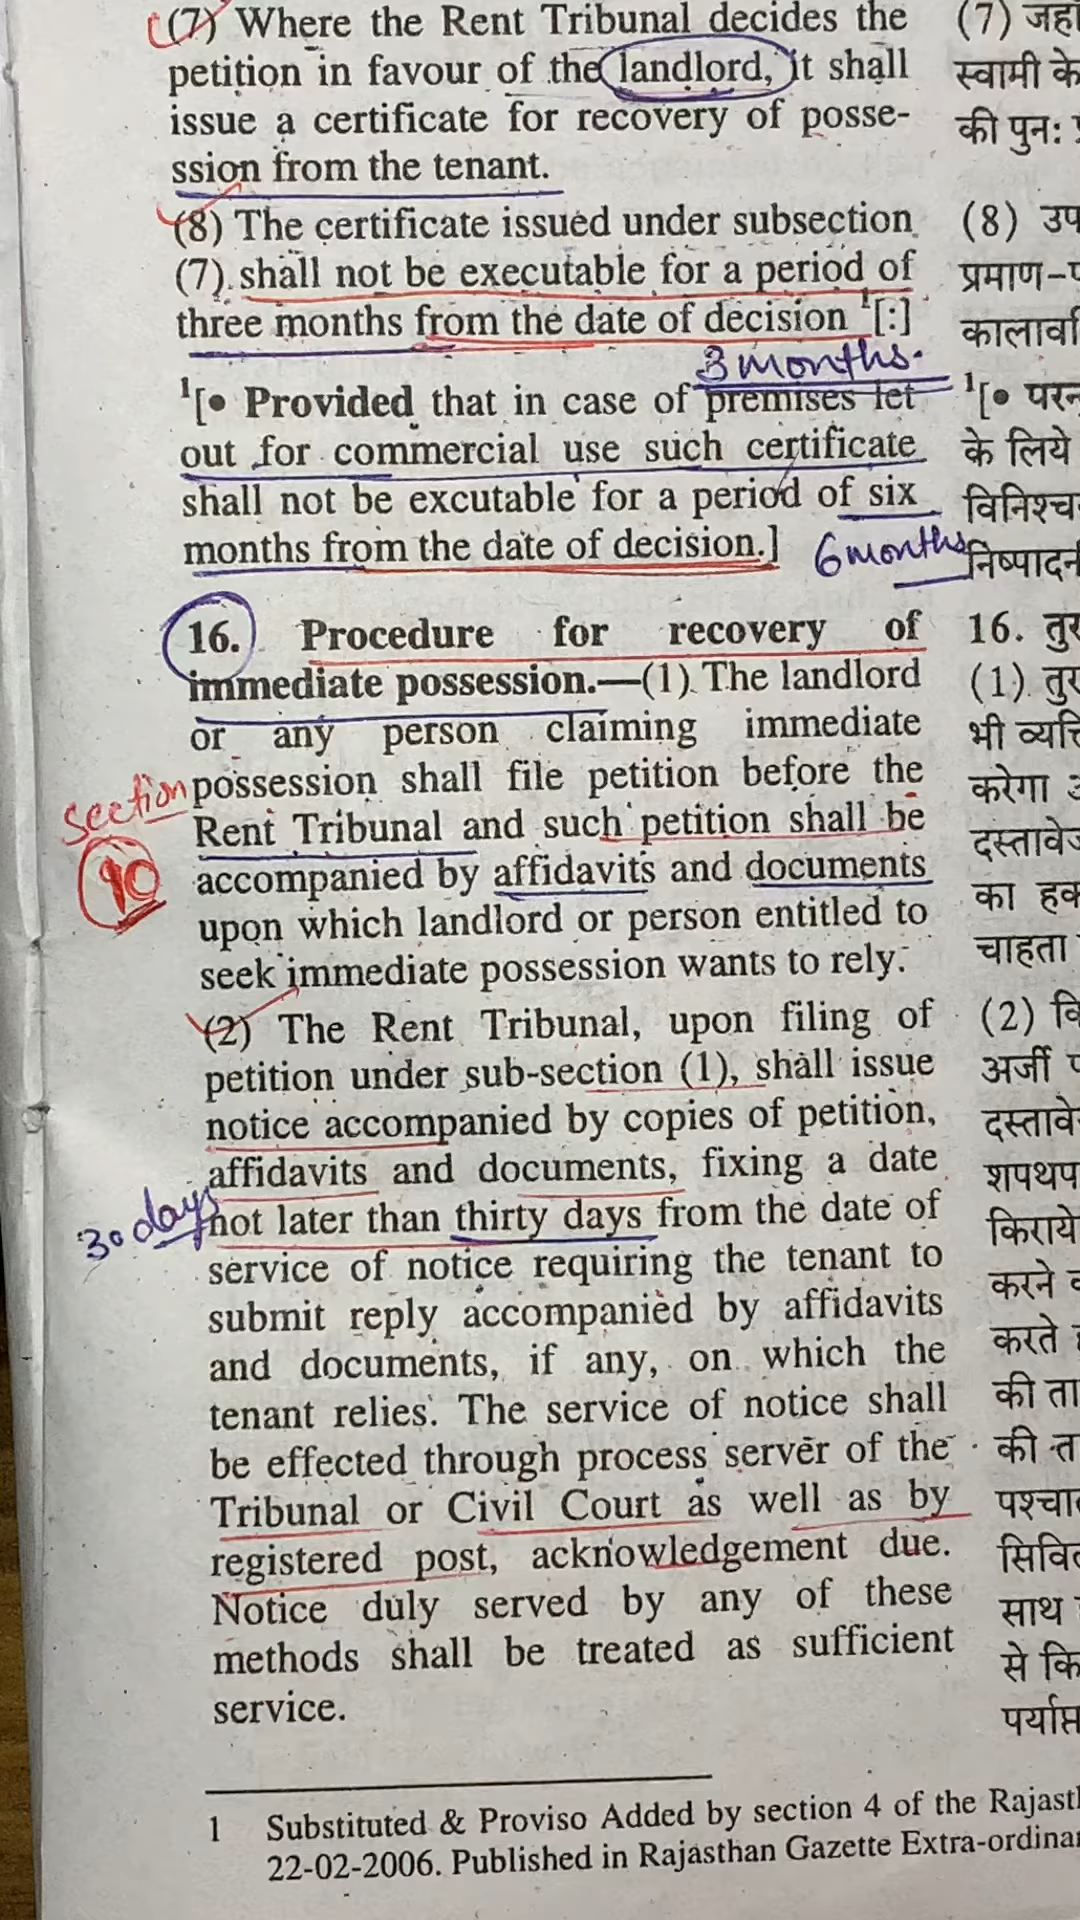 (7) Where the Rent Tribunal decides the
petition in favour of the landlord, it shall
issue a certificate for recovery of posse-
ssion from the tenant.
(8) The certificate issued under subsection
(7) shall not be executable for a period of
three months from the date of decision ¹[:]
3 months.
¹[• Provided that in case of premises let
out for commercial use such certificate
shall not be excutable for a period of six
months from the date of decision.]
6 months
16. Procedure for recovery of
immediate possession.—(1) The landlord
or any person claiming immediate
section
possession shall file petition before the
Rent Tribunal and such petition shall be
10
accompanied by affidavits and documents
upon which landlord or person entitled to
seek immediate possession wants to rely.
(2) The Rent Tribunal, upon filing of
petition under sub-section (1), shall issue
notice accompanied by copies of petition,
affidavits and documents, fixing a date
30 days
not later than thirty days from the date of
service of notice requiring the tenant to
submit reply accompanied by affidavits
and documents, if any, on which the
tenant relies. The service of notice shall
be effected through process server of the
Tribunal or Civil Court as well as by
registered post, acknowledgement due.
Notice duly served by any of these
methods shall be treated as sufficient
service.
(7)
स्वामी के
की पुन:
(8)
¹[•
के लिये
16.
(1)
करेगा
का
चाहता
(2)
अर्जी
करने
की
की
साथ
से
1 Substituted & Proviso Added by section 4 of the
22-02-2006. Published in Rajasthan Gazette